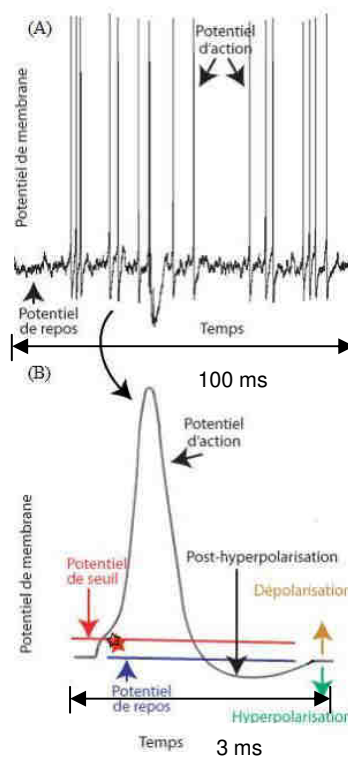 (A)
Potentiel
d'action
Potentiel de membrane
Potentiel
de repos
Temps
100 ms
(B)
Potentiel
d'action
Potentiel de membrane
Post-hyperpolarisation
Potentiel
de seuil
Dépolarisation
Potentiel
de repos
Hyperpolarisation
Temps
3 ms